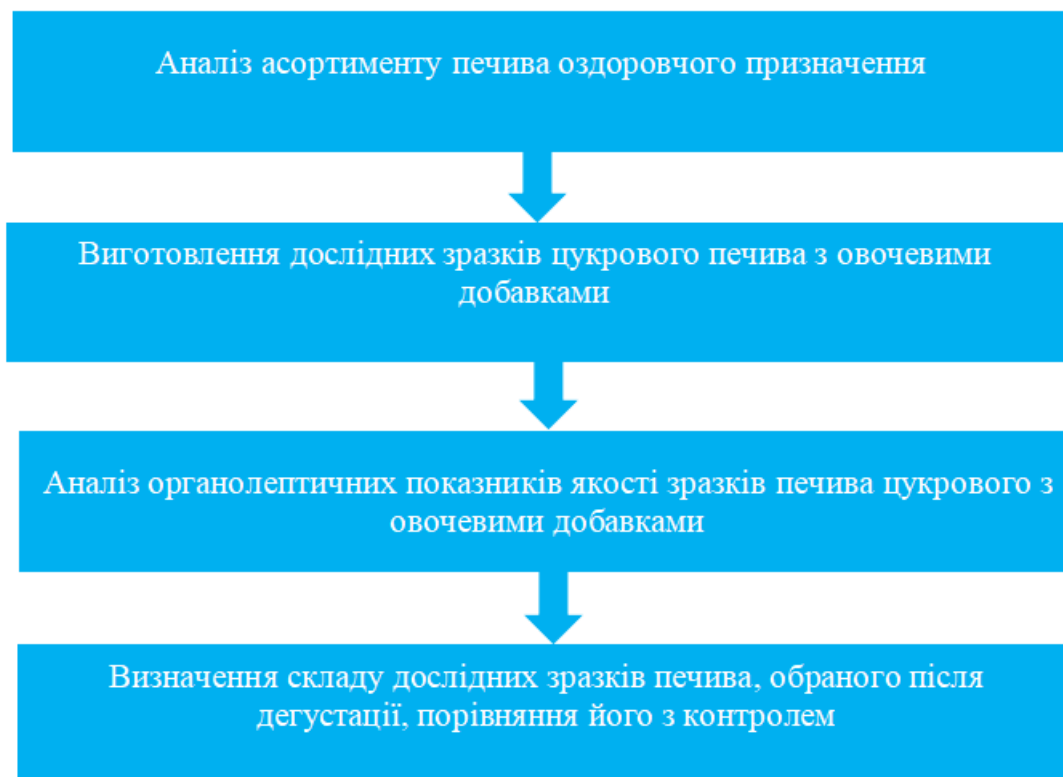 Аналіз асортименту печива оздоровчого призначення
Виготовлення дослідних зразків цукрового печива з овочевими
добавками
Аналіз органолептичних показників якості зразків печива цукрового з
овочевими добавками
Визначення складу дослідних зразків печива, обраного після
дегустації, порівняння його з контролем